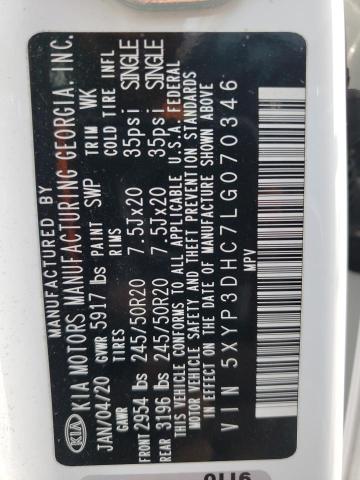 KIA KIA MOTORS MANUFACTURING GEORGIA. INC.
MANUFACTURED BY
JAN/04/20 PAINT SWP TRIM WK
GVWR 5917 lbs
GAWR TIRES RIMS COLD TIRE INFL
FRONT 2954 lbs 245/50R20 7.5Jx20 35psi SINGLE
REAR 3196 lbs 245/50R20 7.5Jx20 35psi SINGLE
THIS VEHICLE CONFORMS TO ALL APPLICABLE U.S.A FEDERAL
MOTOR VEHICLE SAFETY AND THEFT PREVENTION
STANDARDS IN EFFECT ON THE DATE OF MANUFACTURE SHOWN ABOVE
VIN 5XYP3DHC7LG070346
MPV